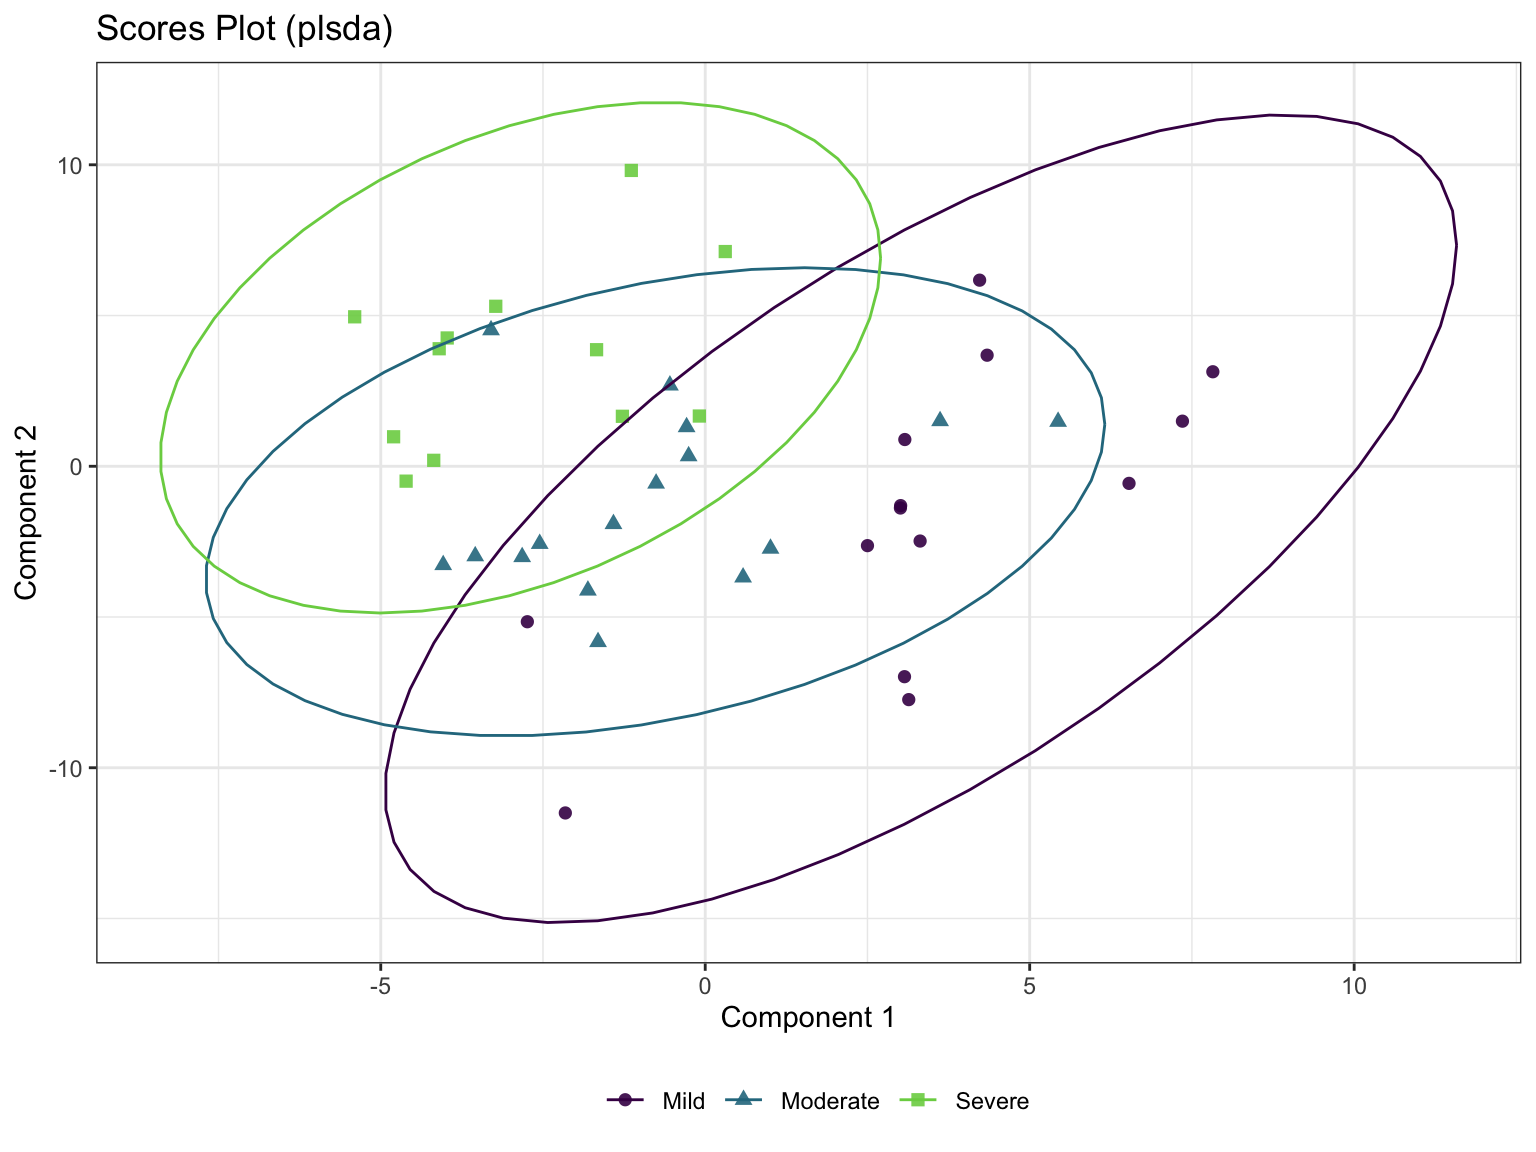 Scores Plot (plsda)
10
0
-10
Component 2
-5 0 5 10
Component 1
Mild Moderate Severe